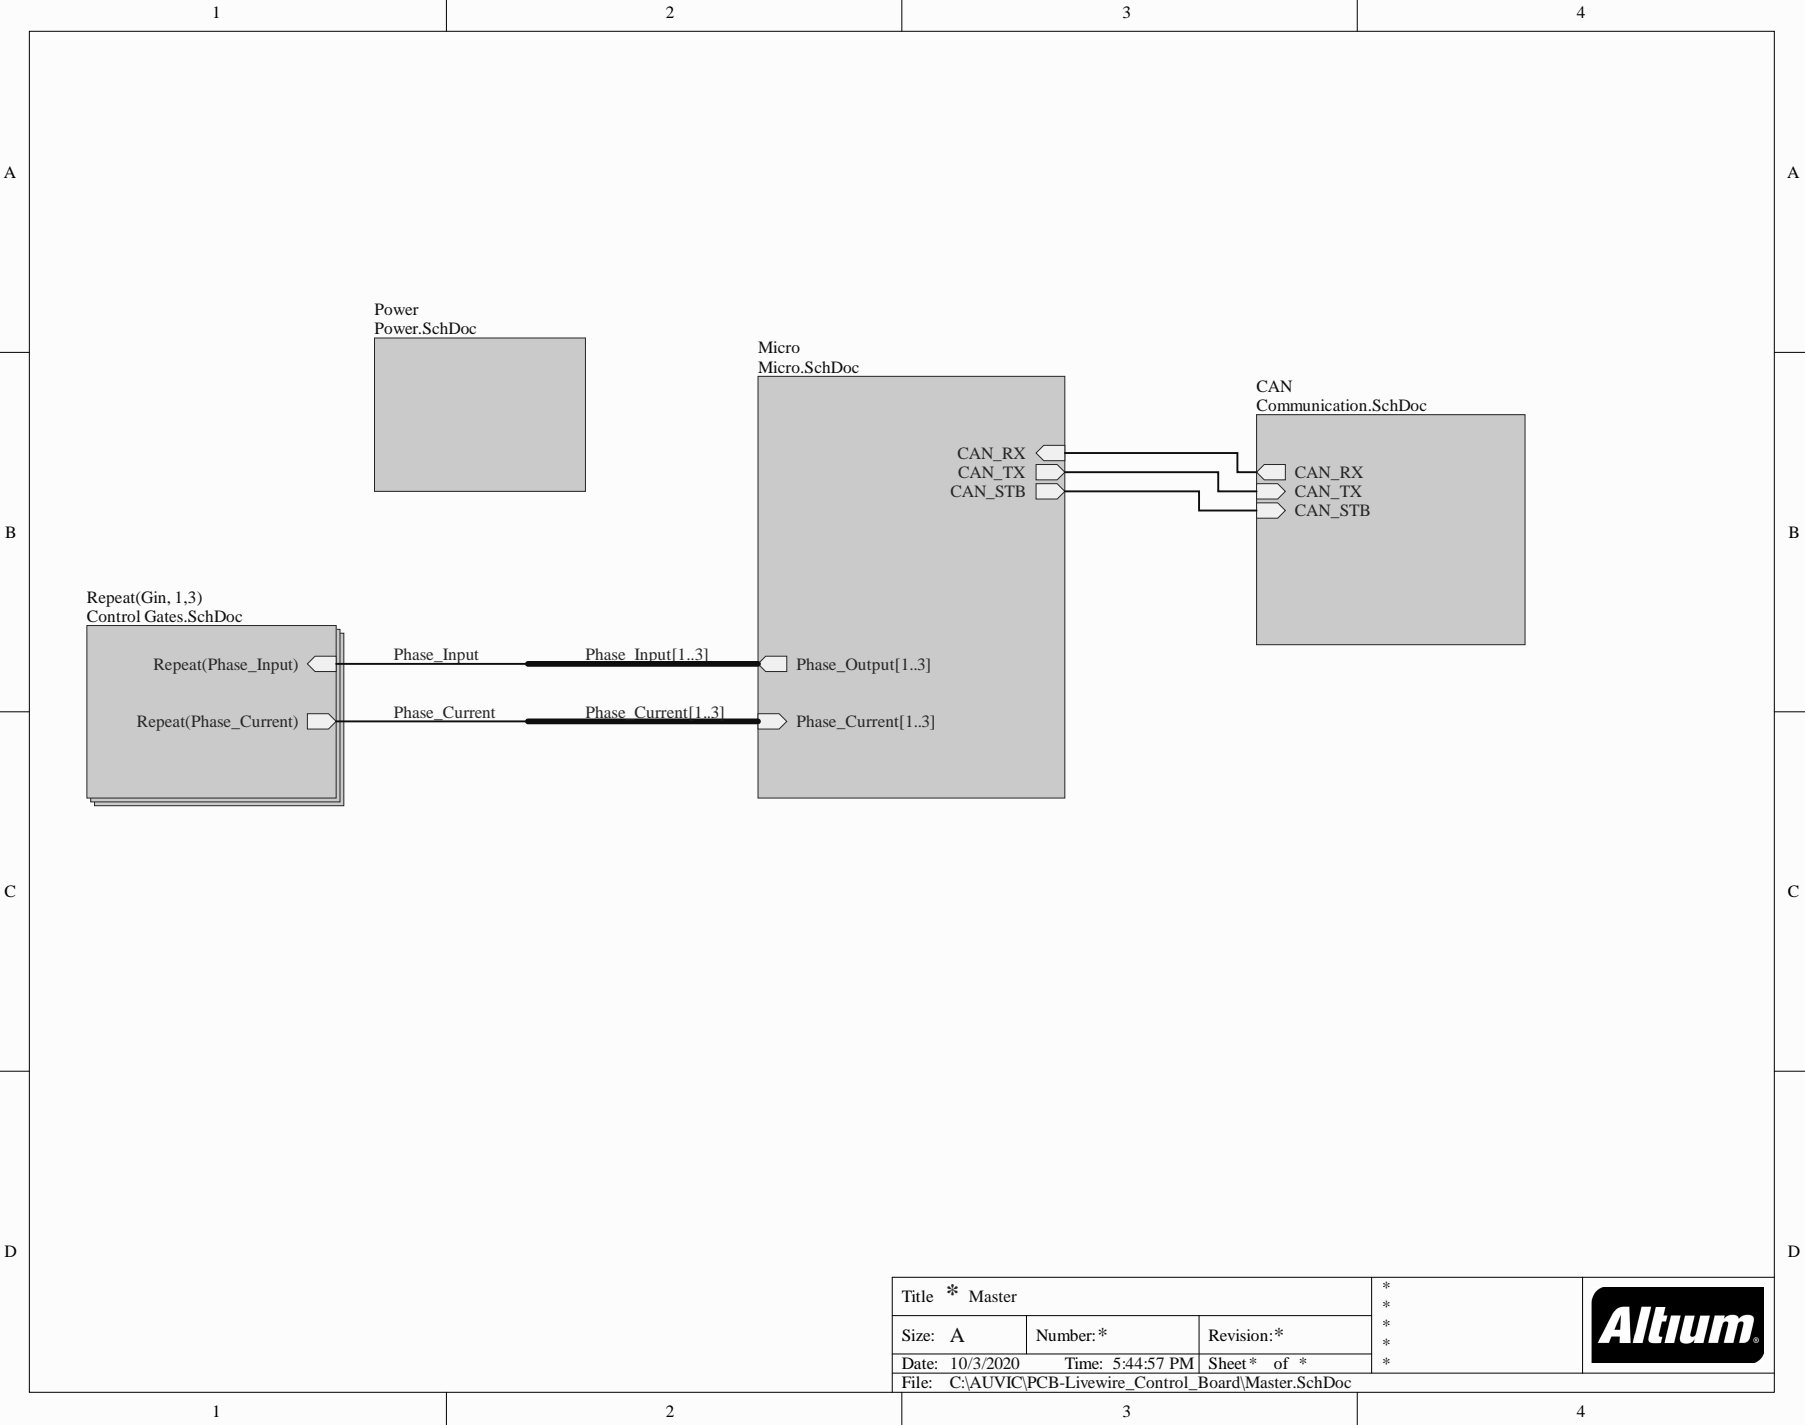 1 2 3 4
A A
Power
Power.SchDoc
Micro
Micro.SchDoc
CAN
Communication.SchDoc
CAN_RX
CAN_TX
CAN_STB
CAN_RX
CAN_TX
CAN_STB
B B
Repeat(Gin, 1,3)
Control Gates.SchDoc
Repeat(Phase_Input) Phase_Input Phase_Input[1..3] Phase_Output[1..3]
Repeat(Phase_Current) Phase_Current Phase_Current[1..3] Phase_Current[1..3]
C C
D D
Title * Master
Size: A Number:* Revision:*
Date: 10/3/2020 Time: 5:44:57 PM Sheet* of *
File: C:\AUVIC\PCB-Livewire_Control_Board\Master.SchDoc
*
*
*
*
*
Altium®
1 2 3 4